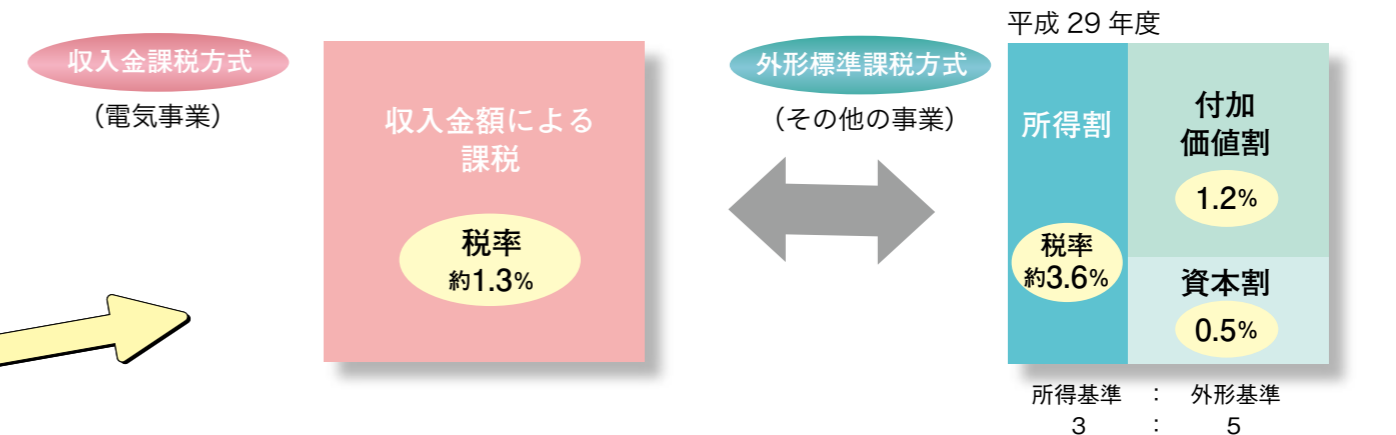 収入金課税方式
（電気事業）
収入金額による
課税
税率
約1.3%
外形標準課税方式
（その他の事業）
平成 29 年度
所得割
税率
約3.6%
付加
価値割
1.2%
資本割
0.5%
所得基準 : 外形基準
3 : 5